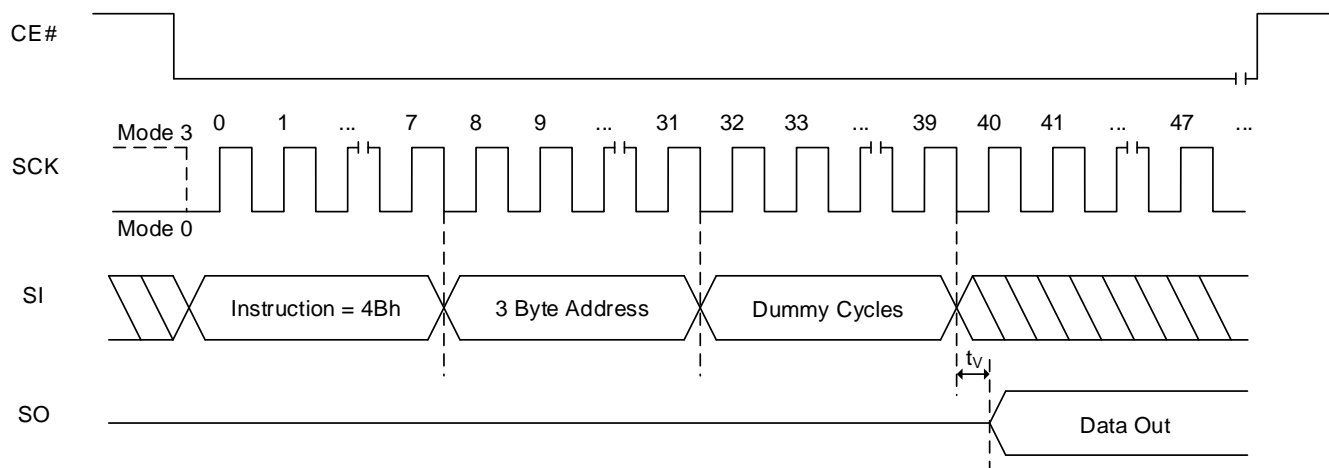 CE#
Mode 3 0 1 ... 7 8 9 ... 31 32 33 ... 39 40 41 ... 47 ...
SCK
Mode 0
SI Instruction = 4Bh 3 Byte Address Dummy Cycles
tV
SO Data Out